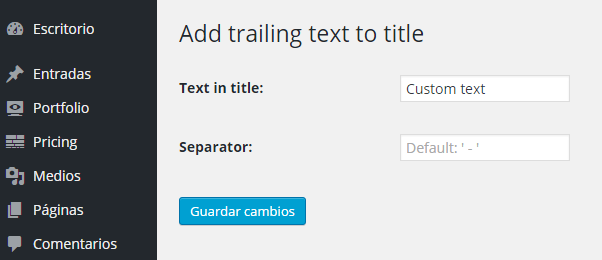 Escritorio
Entradas
Portfolio
Pricing
Medios
Páginas
Comentarios
Add trailing text to title
Text in title: Custom text
Separator: Default: ' - '
Guardar cambios